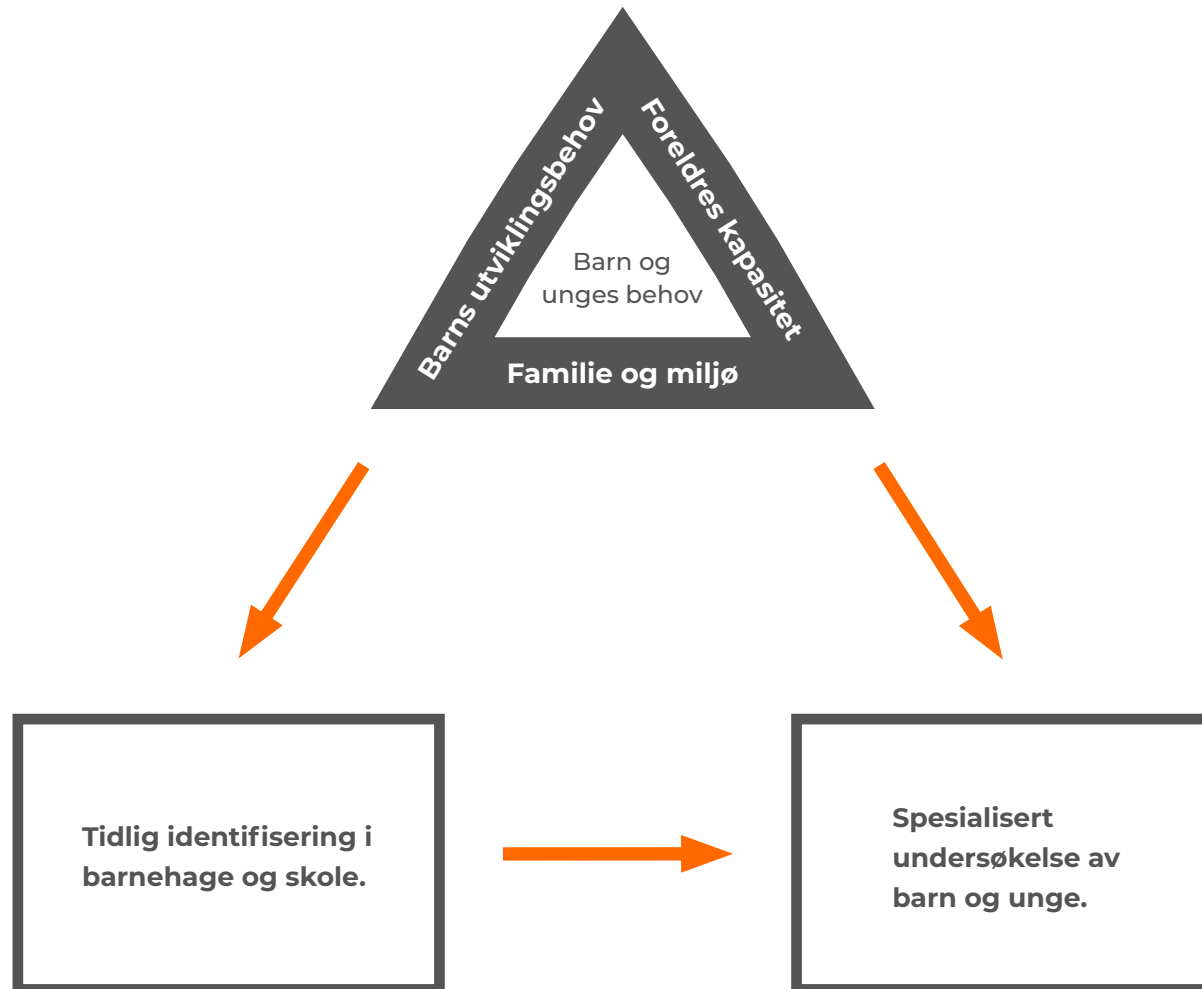 Barns utviklingsbehov
Foreldres kapasitet
Barn og
unges behov
Familie og miljø
Tidlig identifisering i
barnehage og skole.
Spesialisert
undersøkelse av
barn og unge.